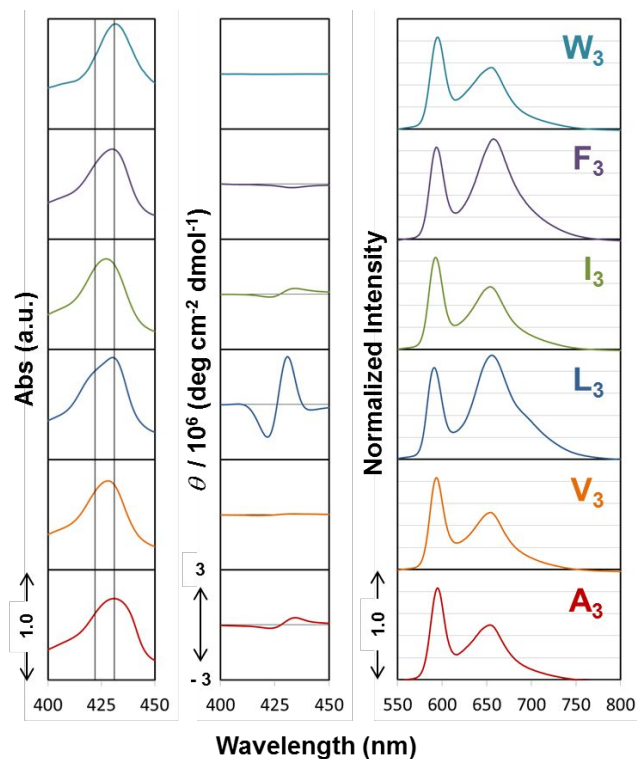 W3
F3
I3
L3
V3
A3
Abs (a.u.)
1.0
θ / 10⁶ (deg cm⁻² dmol⁻¹)
3
- 3
Normalized Intensity
1.0
400 425 450 400 425 450 550 600 650 700 750 800
Wavelength (nm)